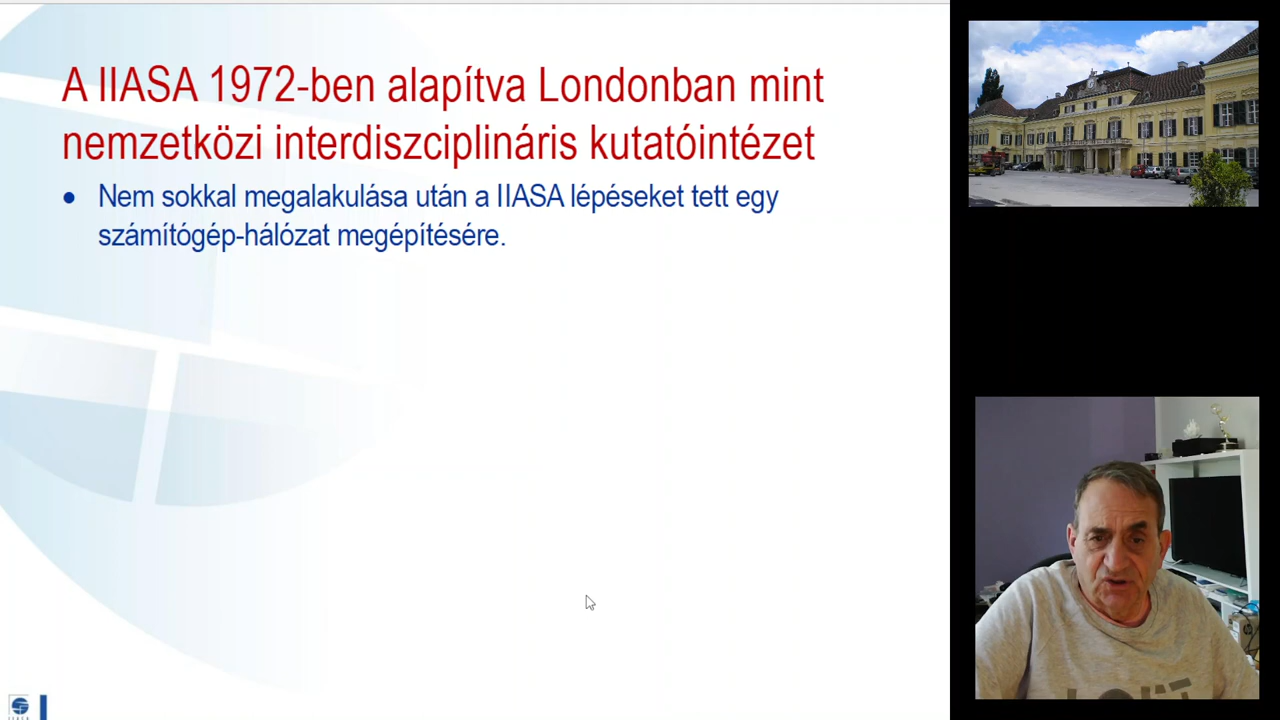 A IIASA 1972-ben alapítva Londonban mint
nemzetközi interdiszciplináris kutatóintézet
• Nem sokkal megalakulása után a IIASA lépéseket tett egy
számítógép-hálózat megépítésére.
IIASA